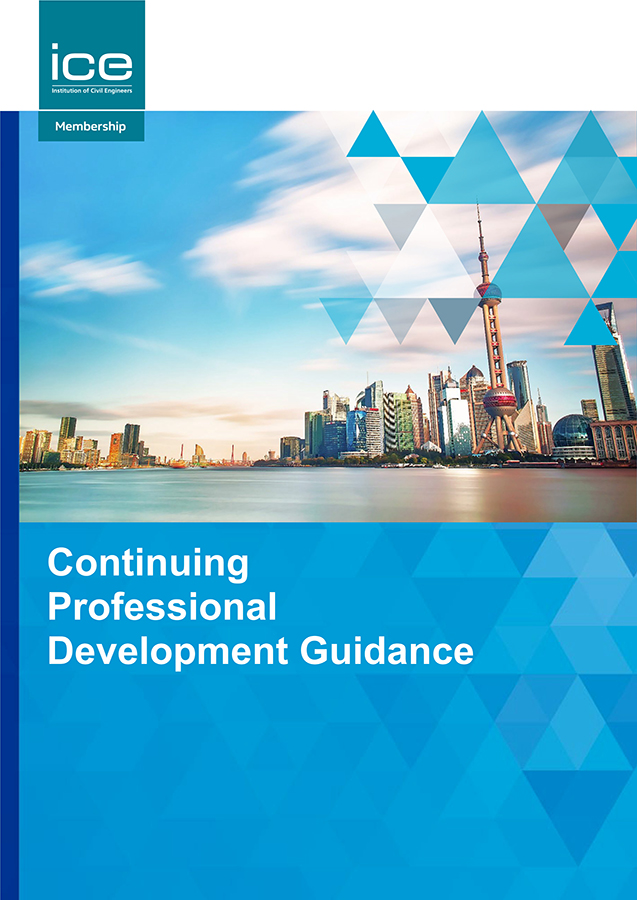 ice
Institution of Civil Engineers
Membership
Continuing
Professional
Development Guidance